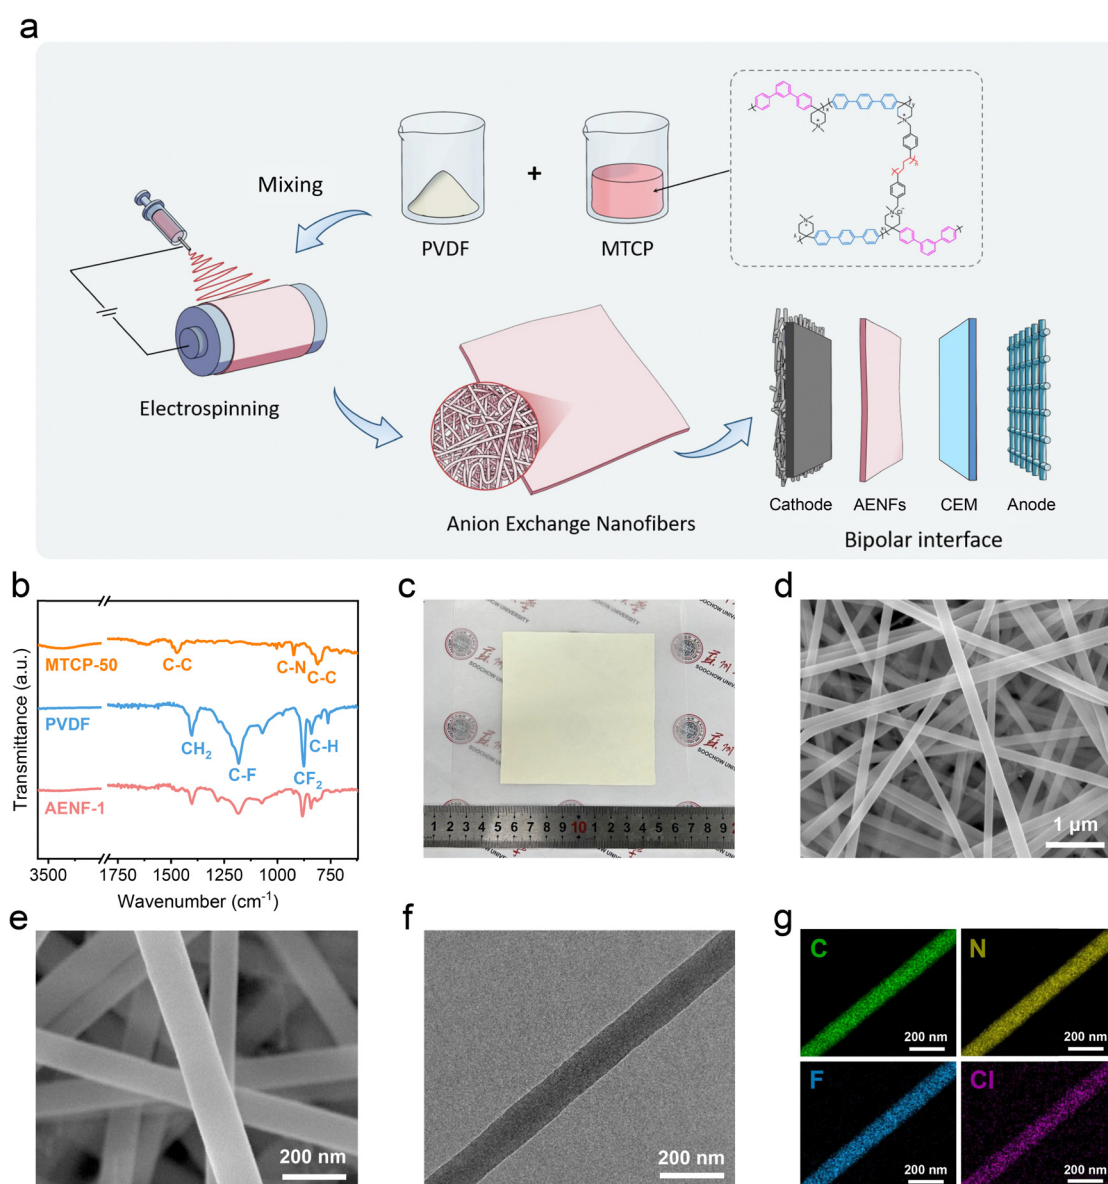 a
Mixing
PVDF
+
MTCP
Electrospinning
Anion Exchange Nanofibers
Cathode
AENFs
CEM
Anode
Bipolar interface
b
MTCP-50
C-C
C-N
C-C
PVDF
CH2
C-F
CF2
C-H
AENF-1
Transmittance (a.u.)
3500 1750 1500 1250 1000 750
Wavenumber (cm-1)
c
SOOCHOW UNIVERSITY
1 2 3 4 5 6 7 8 9 10 1 2 3 4 5 6 7 8 9
d
1 μm
e
200 nm
f
200 nm
g
C
200 nm
N
200 nm
F
200 nm
Cl
200 nm